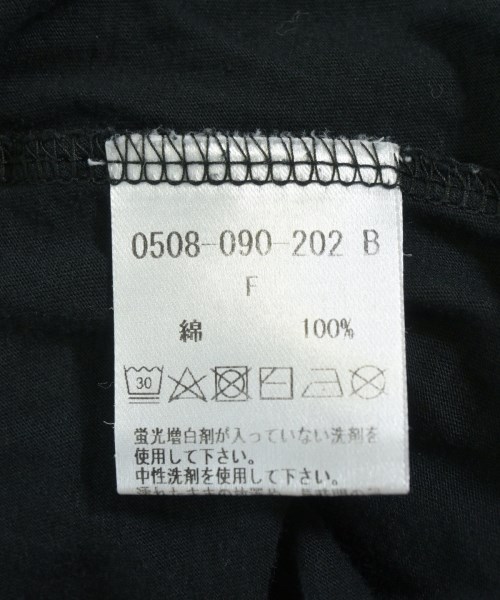 0508-090-202 B
F
綿 100%
30
蛍光増白剤が入っていない洗剤を
使用して下さい。
中性洗剤を使用して下さい。